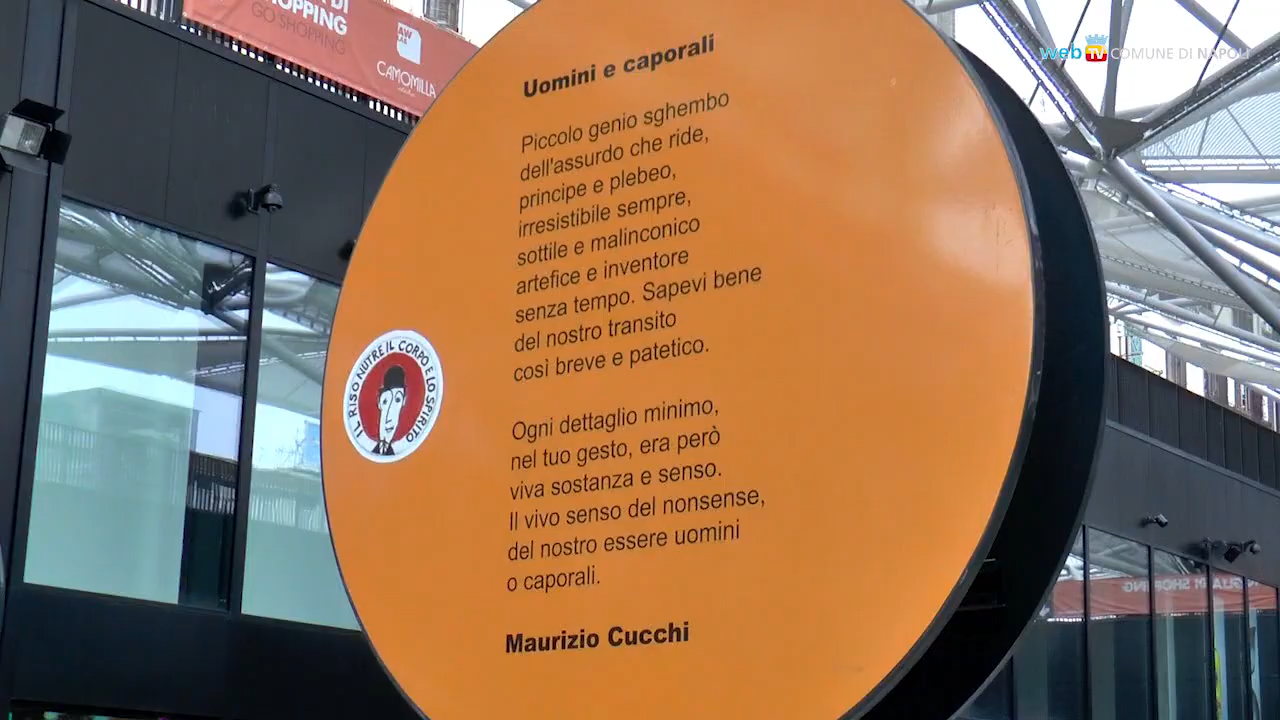 OPPING
GO SHOPPING
AW LAB
CAMOMILLA
web TV COMUNE DI NAPOLI
Uomini e caporali
Piccolo genio sghembo
dell'assurdo che ride,
principe e plebeo,
irresistibile sempre,
sottile e malinconico
artefice e inventore
senza tempo. Sapevi bene
del nostro transito
così breve e patetico.
Ogni dettaglio minimo,
nel tuo gesto, era però
viva sostanza e senso.
Il vivo senso del nonsense,
del nostro essere uomini
o caporali.
Maurizio Cucchi
IL RISO NUTRE IL CORPO E LO SPIRITO